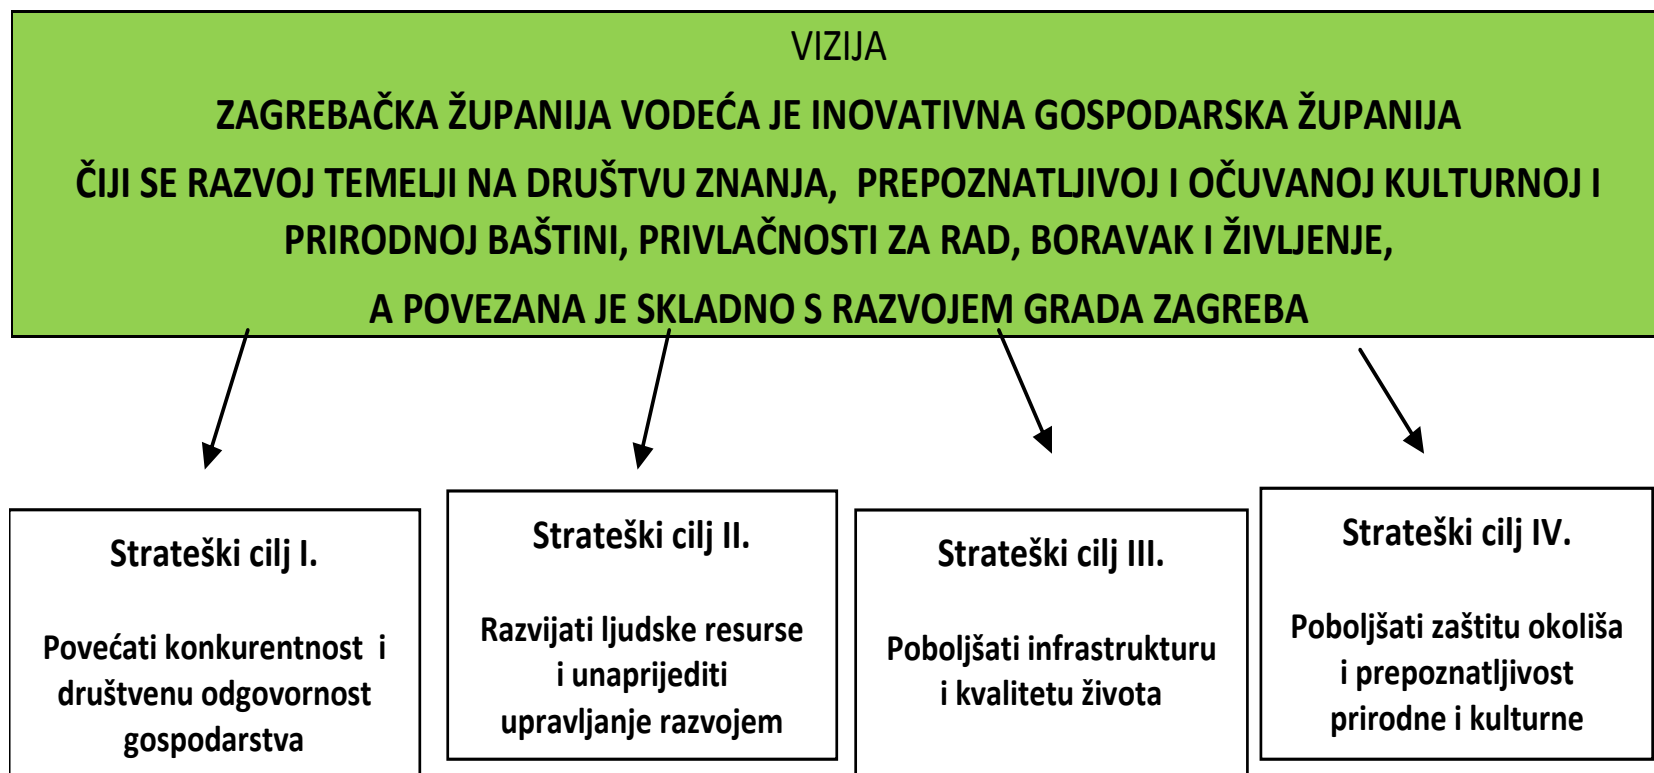 VIZIJA
ZAGREBAČKA ŽUPANIJA VODEĆA JE INOVATIVNA GOSPODARSKA ŽUPANIJA
ČIJI SE RAZVOJ TEMELJI NA DRUŠTVU ZNANJA, PREPOZNATLJIVOJ I OČUVANOJ KULTURNOJ I
PRIRODNOJ BAŠTINI, PRIVLAČNOSTI ZA RAD, BORAVAK I ŽIVLJENJE,
A POVEZANA JE SKLADNO S RAZVOJEM GRADA ZAGREBA
Strateški cilj I.
Povećati konkurentnost i
društvenu odgovornost
gospodarstva
Strateški cilj II.
Razvijati ljudske resurse
i unaprijediti
upravljanje razvojem
Strateški cilj III.
Poboljšati infrastrukturu
i kvalitetu života
Strateški cilj IV.
Poboljšati zaštitu okoliša
i prepoznatljivost
prirodne i kulturne